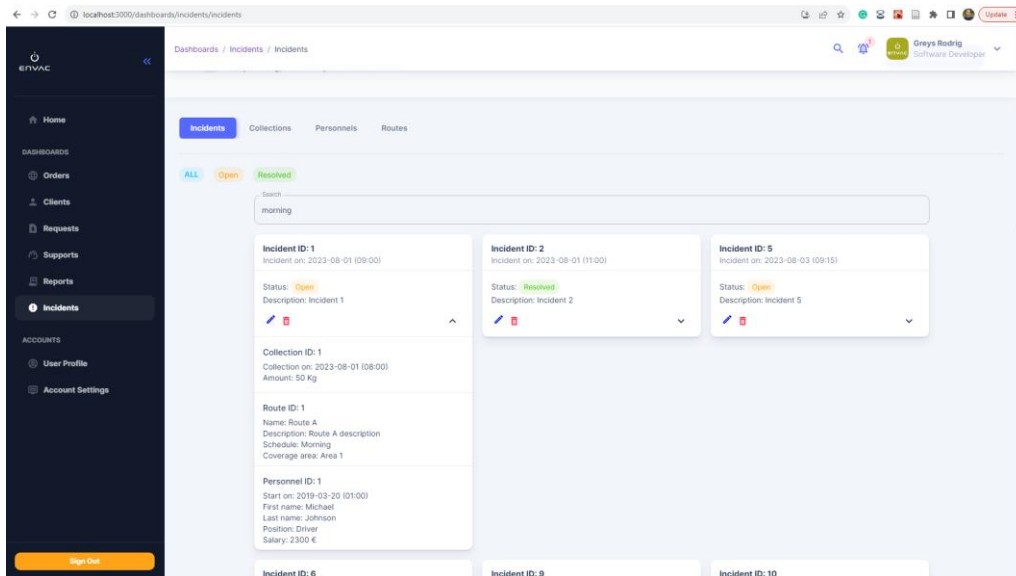 localhost:3000/dashboards/incidents/incidents
Update
envac
Dashboards / Incidents / Incidents
1
Greys Rodrig
Software Developer
Home
DASHBOARDS
Orders
Clients
Requests
Supports
Reports
Incidents
ACCOUNTS
User Profile
Account Settings
Sign Out
Incidents Collections Personnels Routes
ALL Open Resolved
Search
morning
Incident ID: 1
Incident on: 2023-08-01 (09:00)
Status: Open
Description: Incident 1
Collection ID: 1
Collection on: 2023-08-01 (08:00)
Amount: 50 Kg
Route ID: 1
Name: Route A
Description: Route A description
Schedule: Morning
Coverage area: Area 1
Personnel ID: 1
Start on: 2019-03-20 (01:00)
First name: Michael
Last name: Johnson
Position: Driver
Salary: 2300 €
Incident ID: 2
Incident on: 2023-08-01 (11:00)
Status: Resolved
Description: Incident 2
Incident ID: 5
Incident on: 2023-08-03 (09:15)
Status: Open
Description: Incident 5
Incident ID: 6
Incident ID: 9
Incident ID: 10